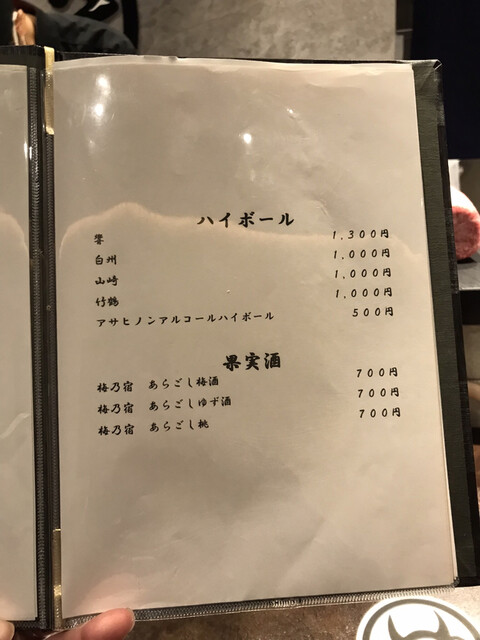 ハイボール
響 1,300円
白州 1,000円
山崎 1,000円
竹鶴 1,000円
アサヒノンアルコールハイボール 500円
果実酒
梅乃宿 あらごし梅酒 700円
梅乃宿 あらごしゆず酒 700円
梅乃宿 あらごし桃 700円